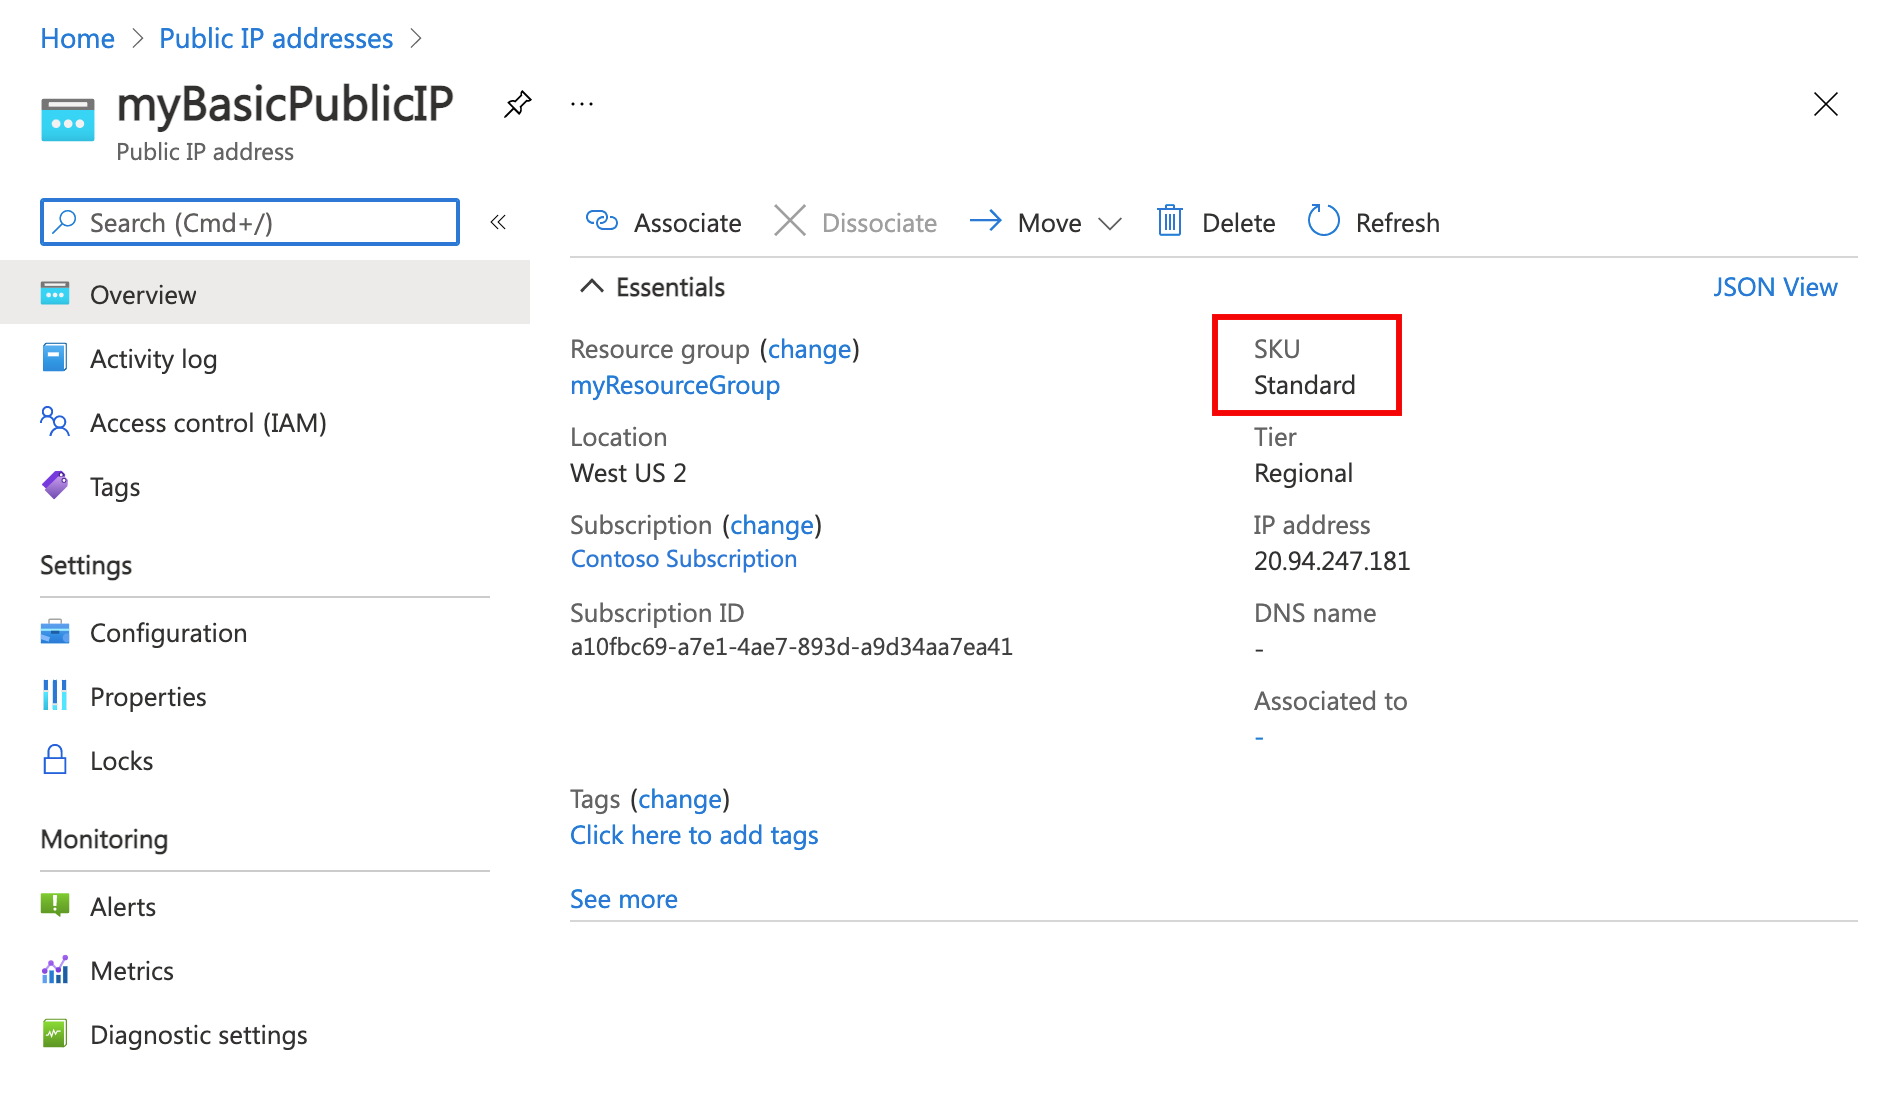 Home > Public IP addresses >
myBasicPublicIP ...
Public IP address
Search (Cmd+/) «
Overview
Activity log
Access control (IAM)
Tags
Settings
Configuration
Properties
Locks
Monitoring
Alerts
Metrics
Diagnostic settings
Associate Dissociate Move Delete Refresh
Essentials
JSON View
Resource group (change)
myResourceGroup
Location
West US 2
Subscription (change)
Contoso Subscription
Subscription ID
a10fbc69-a7e1-4ae7-893d-a9d34aa7ea41
SKU
Standard
Tier
Regional
IP address
20.94.247.181
DNS name
-
Associated to
-
Tags (change)
Click here to add tags
See more